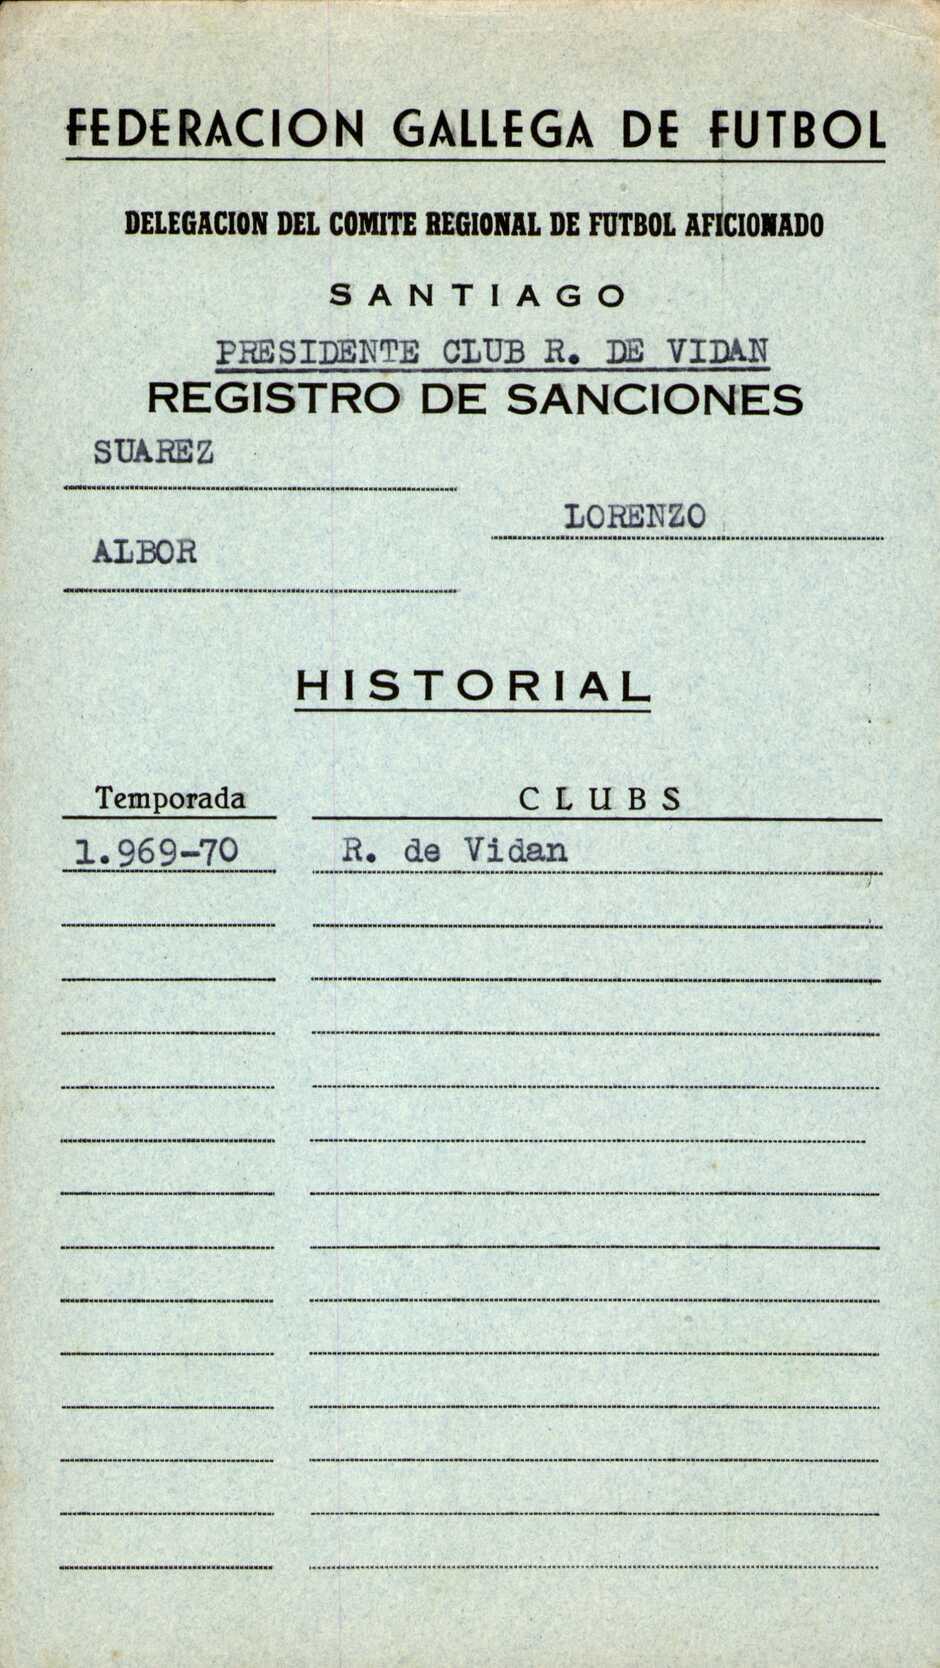 FEDERACION GALLEGA DE FUTBOL
DELEGACION DEL COMITE REGIONAL DE FUTBOL AFICIONADO
SANTIAGO
PRESIDENTE CLUB R. DE VIDAN
REGISTRO DE SANCIONES
SUAREZ
LORENZO
ALBOR
HISTORIAL
Temporada CLUBS
1.969-70 R. de Vidan